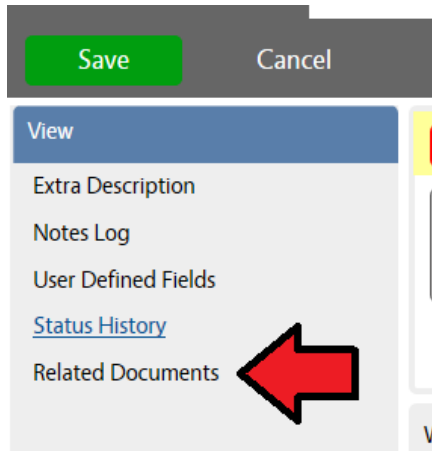 Save Cancel
View
Extra Description
Notes Log
User Defined Fields
Status History
Related Documents